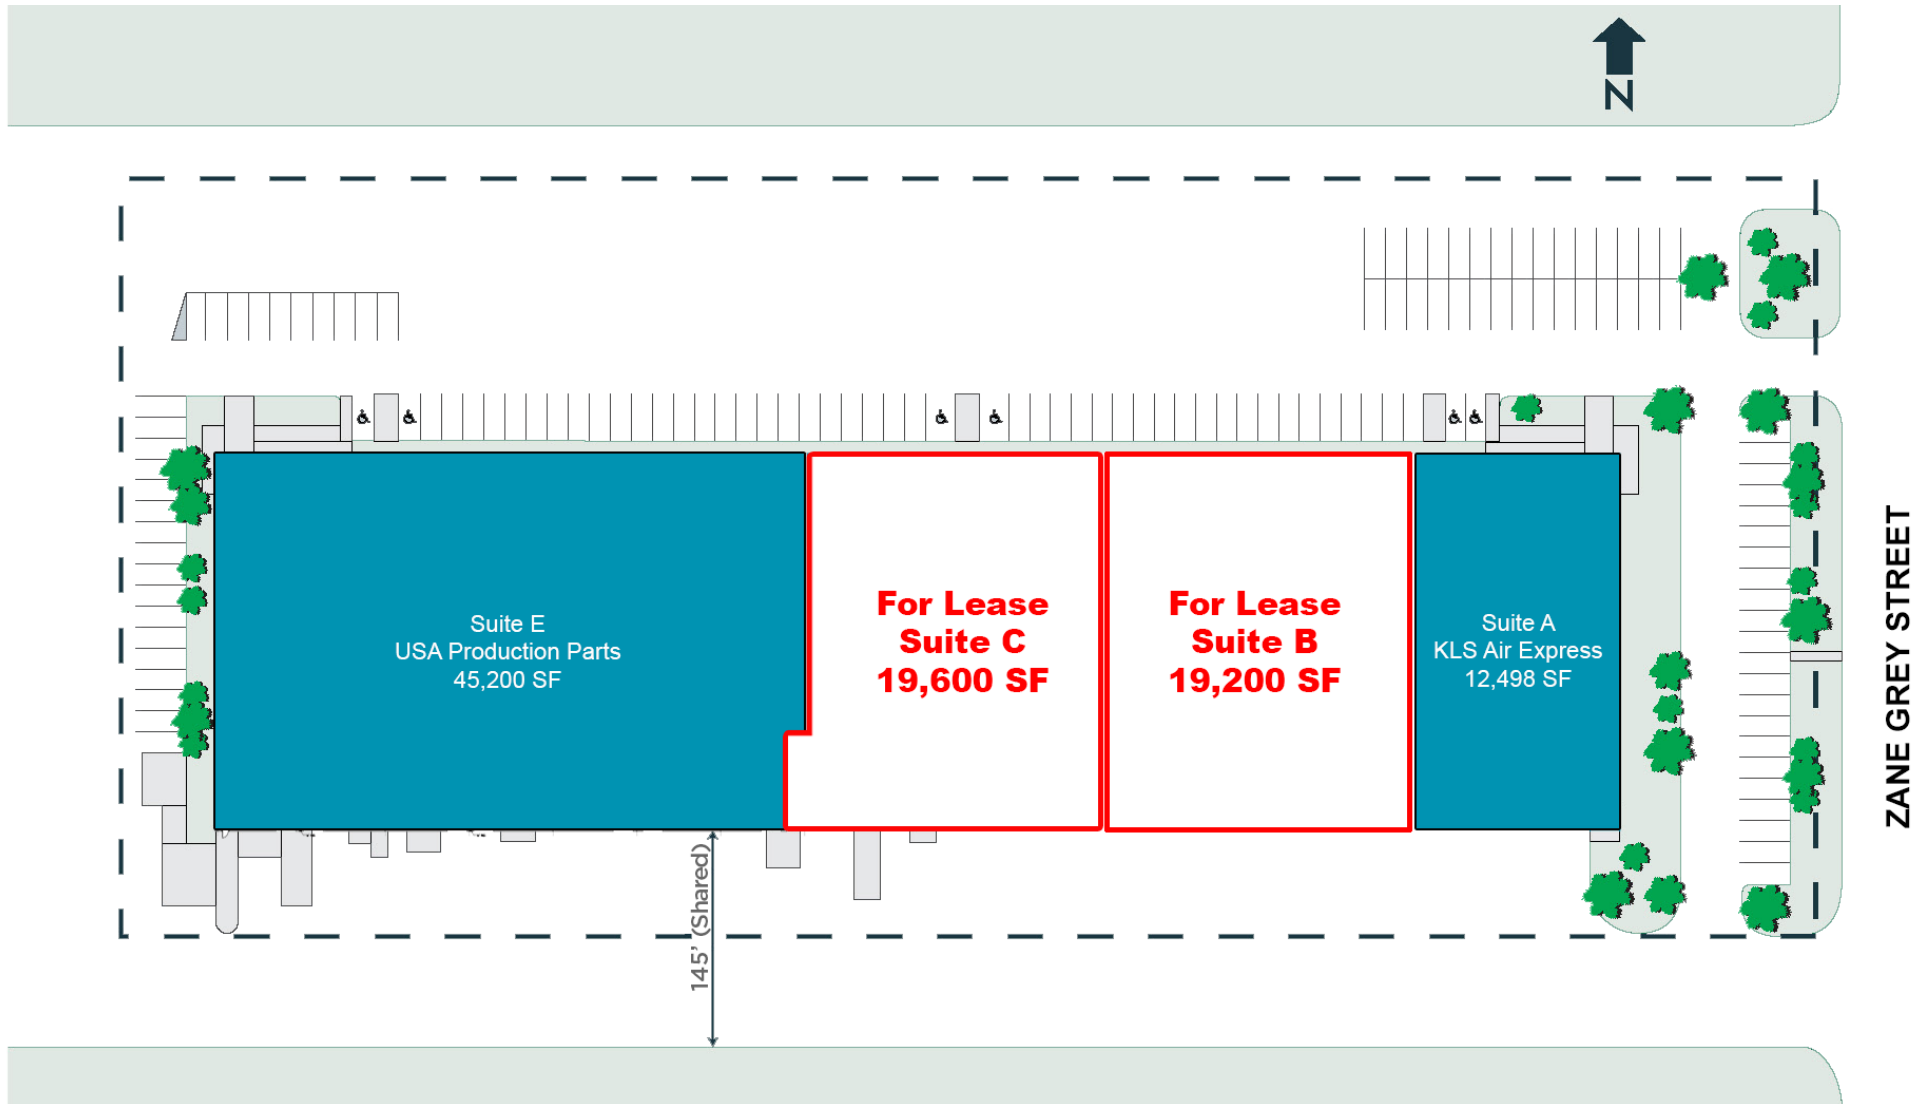 N
Suite E
USA Production Parts
45,200 SF
For Lease
Suite C
19,600 SF
For Lease
Suite B
19,200 SF
Suite A
KLS Air Express
12,498 SF
ZANE GREY STREET
145' (Shared)